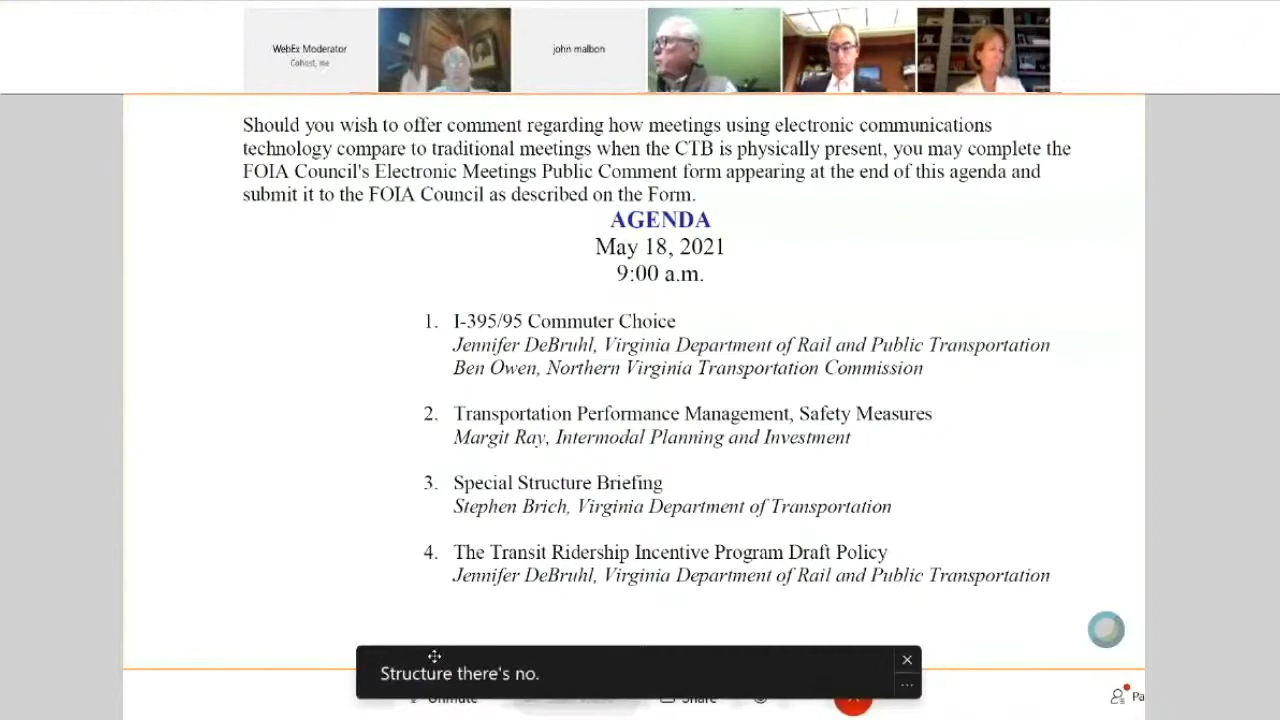 WebEx Moderator
Cohost, me
john malbon
Should you wish to offer comment regarding how meetings using electronic communications
technology compare to traditional meetings when the CTB is physically present, you may complete the
FOIA Council's Electronic Meetings Public Comment form appearing at the end of this agenda and
submit it to the FOIA Council as described on the Form.
AGENDA
May 18, 2021
9:00 a.m.
1. I-395/95 Commuter Choice
Jennifer DeBruhl, Virginia Department of Rail and Public Transportation
Ben Owen, Northern Virginia Transportation Commission
2. Transportation Performance Management, Safety Measures
Margit Ray, Intermodal Planning and Investment
3. Special Structure Briefing
Stephen Brich, Virginia Department of Transportation
4. The Transit Ridership Incentive Program Draft Policy
Jennifer DeBruhl, Virginia Department of Rail and Public Transportation
Structure there's no.
Unmute
Share
Pa